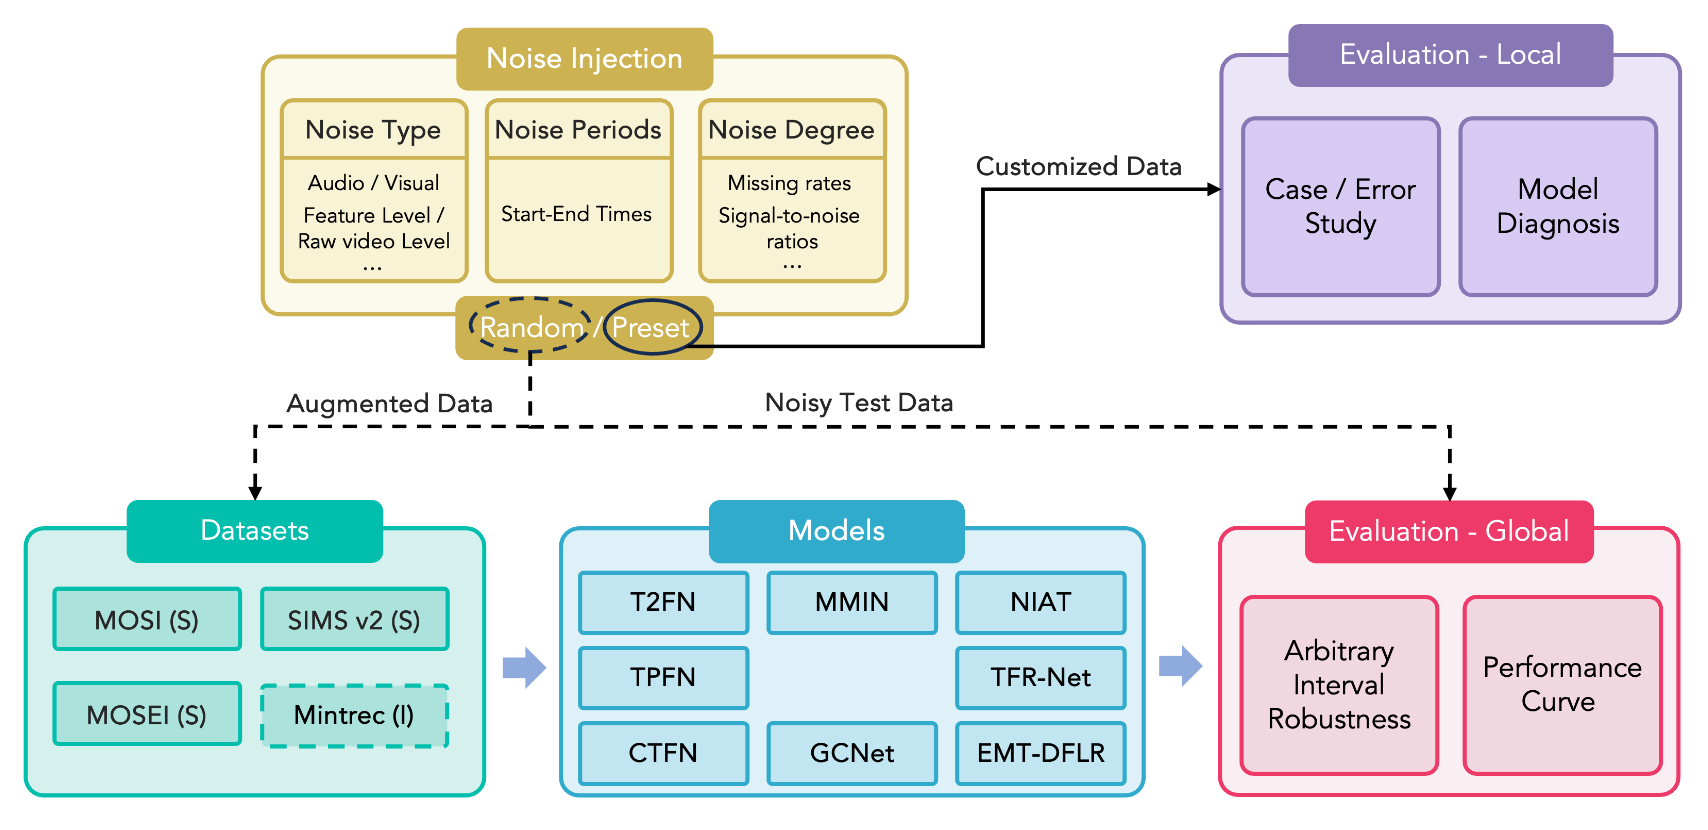 Noise Injection
Noise Type
Audio / Visual
Feature Level /
Raw video Level
...
Noise Periods
Start-End Times
Noise Degree
Missing rates
Signal-to-noise
ratios
...
Random / Preset
Customized Data
Evaluation - Local
Case / Error
Study
Model
Diagnosis
Augmented Data
Noisy Test Data
Datasets
MOSI (S)
SIMS v2 (S)
MOSEI (S)
Mintrec (I)
Models
T2FN
MMIN
NIAT
TPFN
TFR-Net
CTFN
GCNet
EMT-DFLR
Evaluation - Global
Arbitrary
Interval
Robustness
Performance
Curve